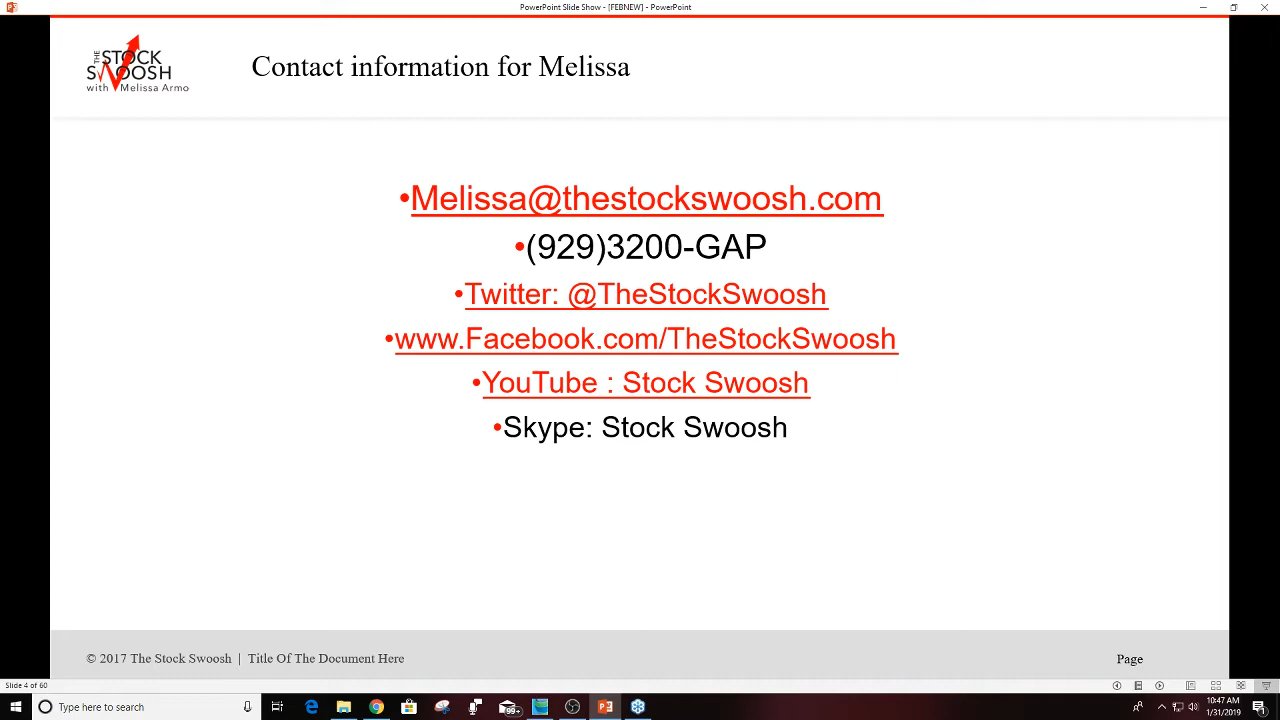 PowerPoint Slide Show - [FEBNEW] - PowerPoint
THE STOCK SWOOSH
with Melissa Armo
Contact information for Melissa
•Melissa@thestockswoosh.com
•(929)3200-GAP
•Twitter: @TheStockSwoosh
•www.Facebook.com/TheStockSwoosh
•YouTube : Stock Swoosh
•Skype: Stock Swoosh
© 2017 The Stock Swoosh | Title Of The Document Here
Page
Slide 4 of 60
Type here to search
99+
10:47 AM
1/31/2019
1